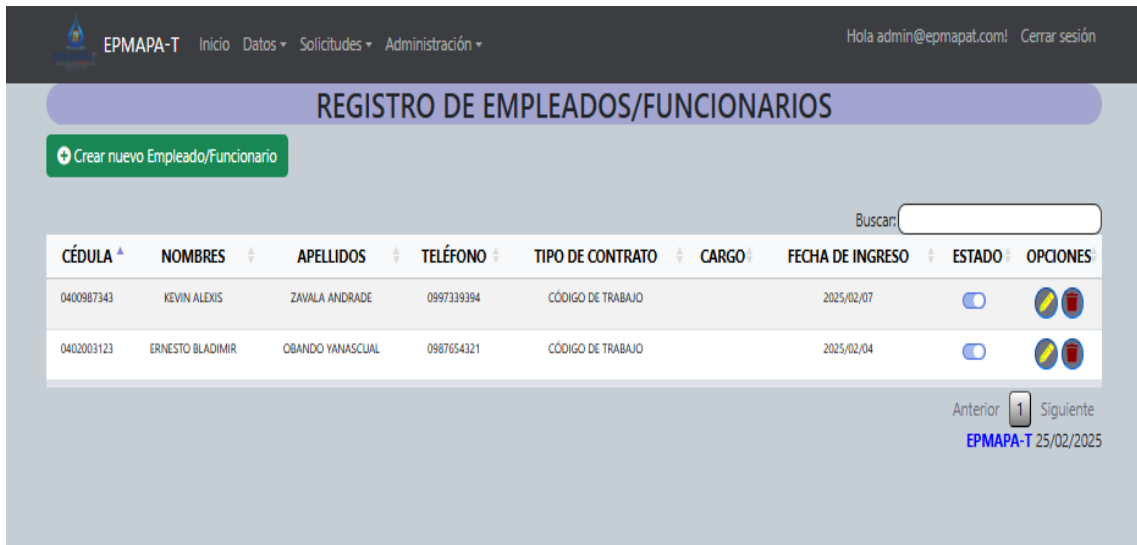 EPMAPA-T Inicio Datos Solicitudes Administración Hola admin@epmapat.com! Cerrar sesión
REGISTRO DE EMPLEADOS/FUNCIONARIOS
Crear nuevo Empleado/Funcionario
Buscar:
CÉDULA NOMBRES APELLIDOS TELÉFONO TIPO DE CONTRATO CARGO FECHA DE INGRESO ESTADO OPCIONES
0400987343 KEVIN ALEXIS ZAVALA ANDRADE 0997339394 CÓDIGO DE TRABAJO 2025/02/07
0402003123 ERNESTO BLADIMIR OBANDO YANASCUAL 0987654321 CÓDIGO DE TRABAJO 2025/02/04
Anterior 1 Siguiente
EPMAPA-T 25/02/2025